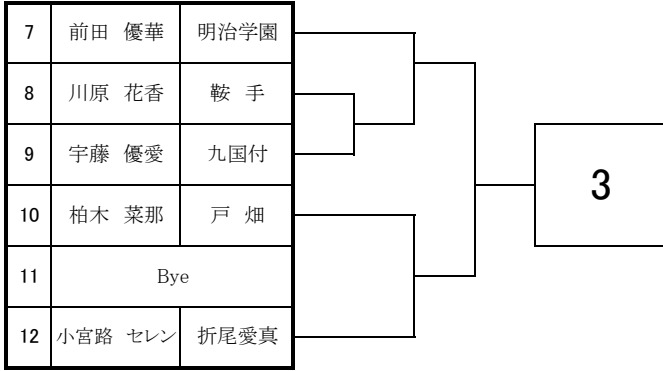 7 前田 優華 明治学園
8 川原 花香 鞍 手
9 宇藤 優愛 九国付
10 柏木 菜那 戸 畑
11 Bye
12 小宮路 セレン 折尾愛真
3